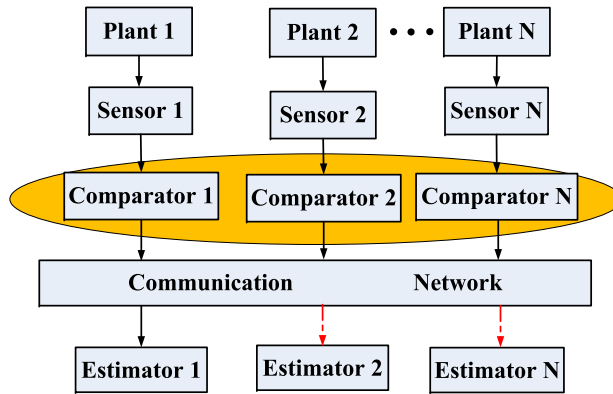 Plant 1 Plant 2 • • • Plant N
Sensor 1 Sensor 2 Sensor N
Comparator 1 Comparator 2 Comparator N
Communication Network
Estimator 1 Estimator 2 Estimator N